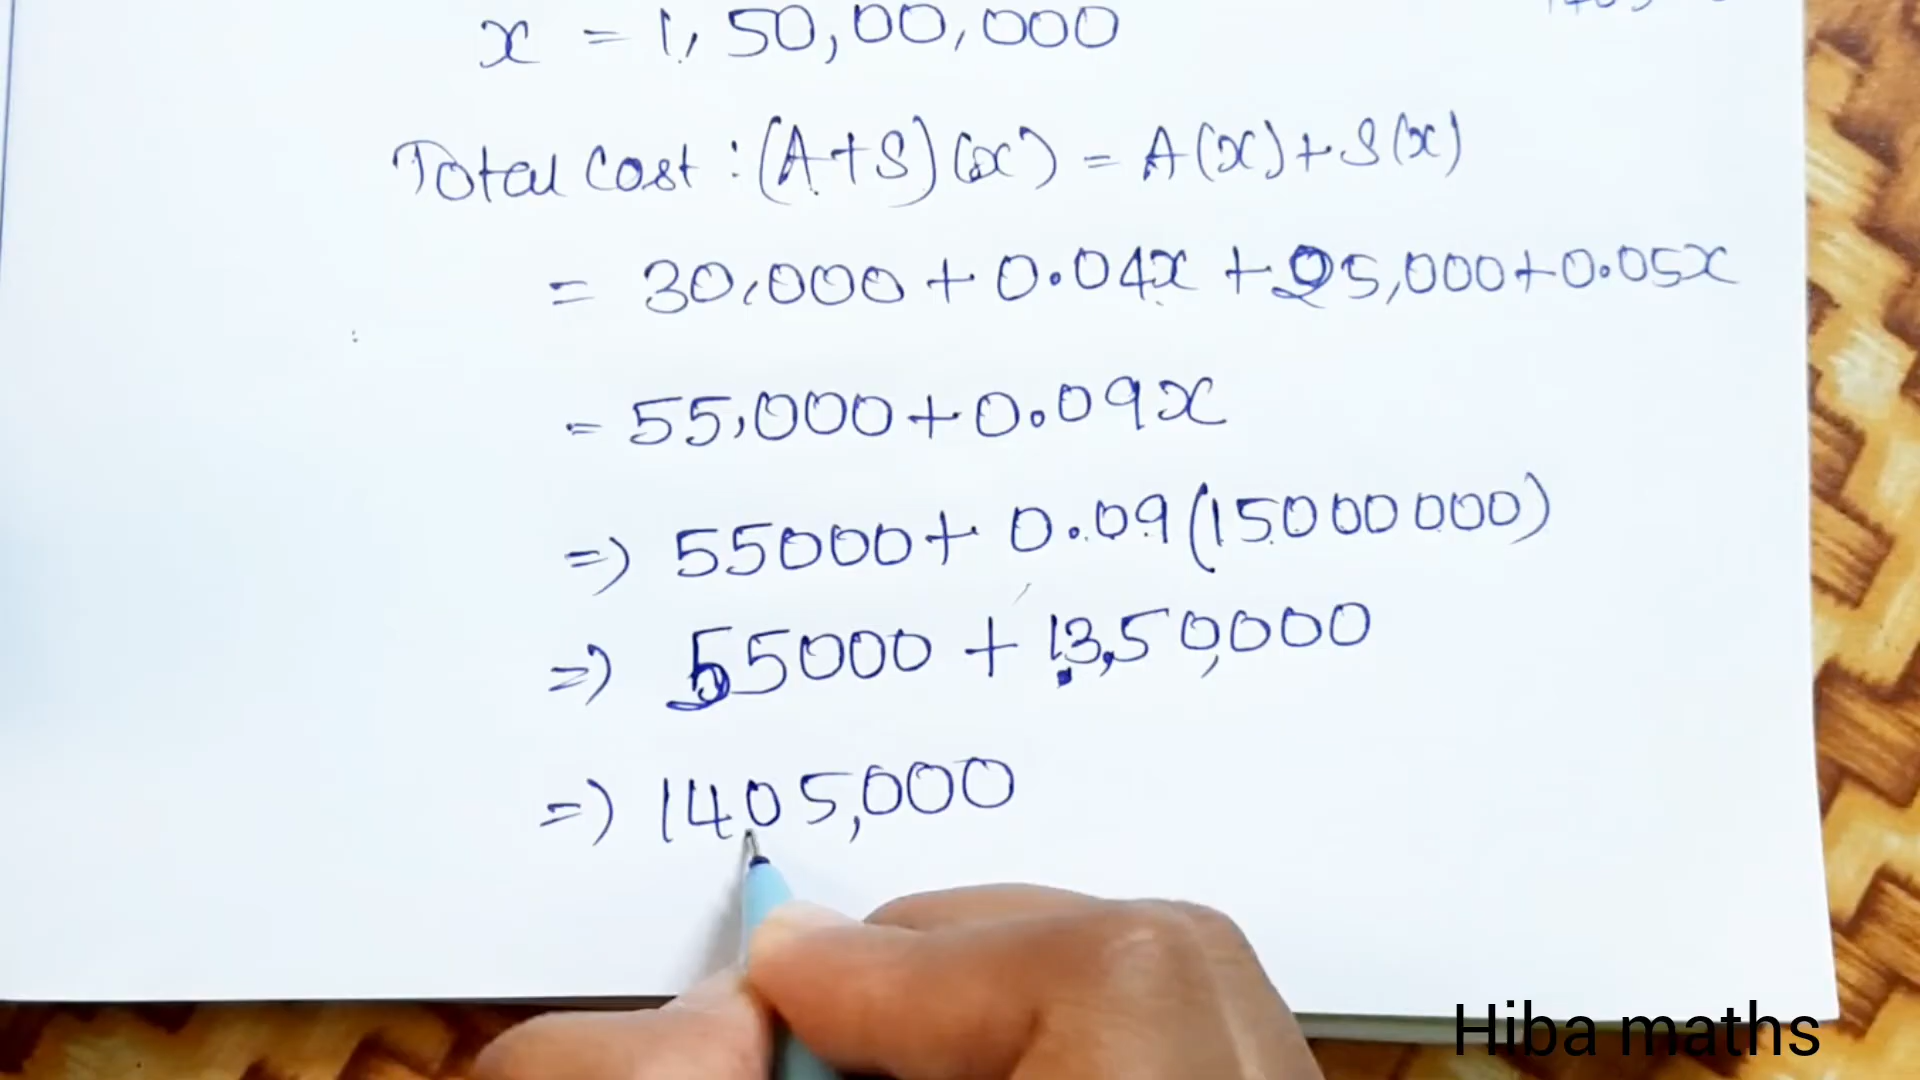 x = 1,50,00,000
Total cost : (A+S)(x) = A(x)+S(x)
= 30,000 + 0.04x + 25,000+0.05x
= 55,000+0.09x
=) 55000+ 0.09(15000000)
=) 55000 + 13,50,000
=) 1405,000
Hiba maths